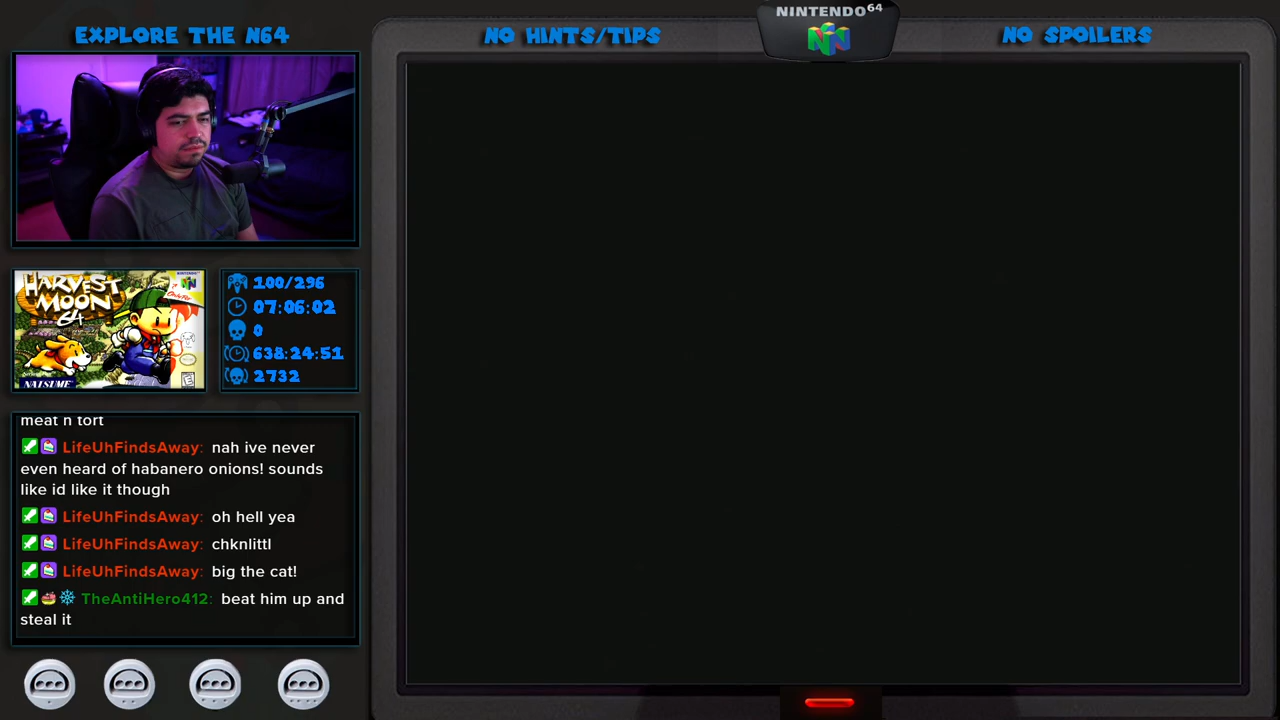 EXPLORE THE N64
NO HINTS/TIPS
NINTENDO 64
NO SPOILERS
HARVEST
MOON
64
NATSUME
100/296
07:06:02
0
638:24:51
2732
meat n tort
LifeUhFindsAway: nah ive never
even heard of habanero onions! sounds
like id like it though
LifeUhFindsAway: oh hell yea
LifeUhFindsAway: chknlittl
LifeUhFindsAway: big the cat!
TheAntiHero412: beat him up and
steal it